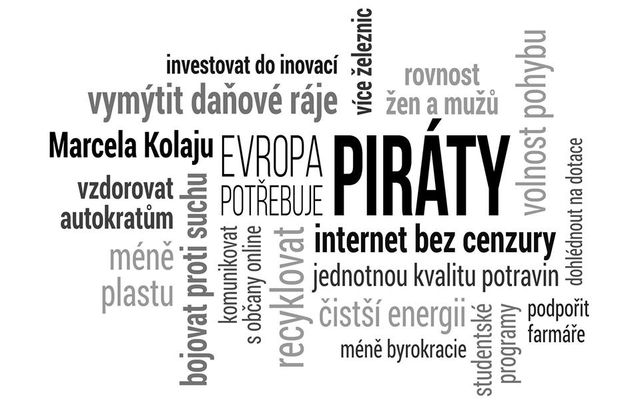 investovat do inovací
více železnic
rovnost
žen a mužů
volnost pohybu
vymýtit daňové ráje
Marcela Kolaju
EVROPA
POTŘEBUJE
PIRÁTY
vzdorovat
autokratům
bojovat proti suchu
dohlédnout na dotace
internet bez cenzury
komunikovat
s občany online
recyklovat
méně
plastu
jednotnou kvalitu potravin
čistší energii
studentské
programy
podpořit
farmáře
méně byrokracie